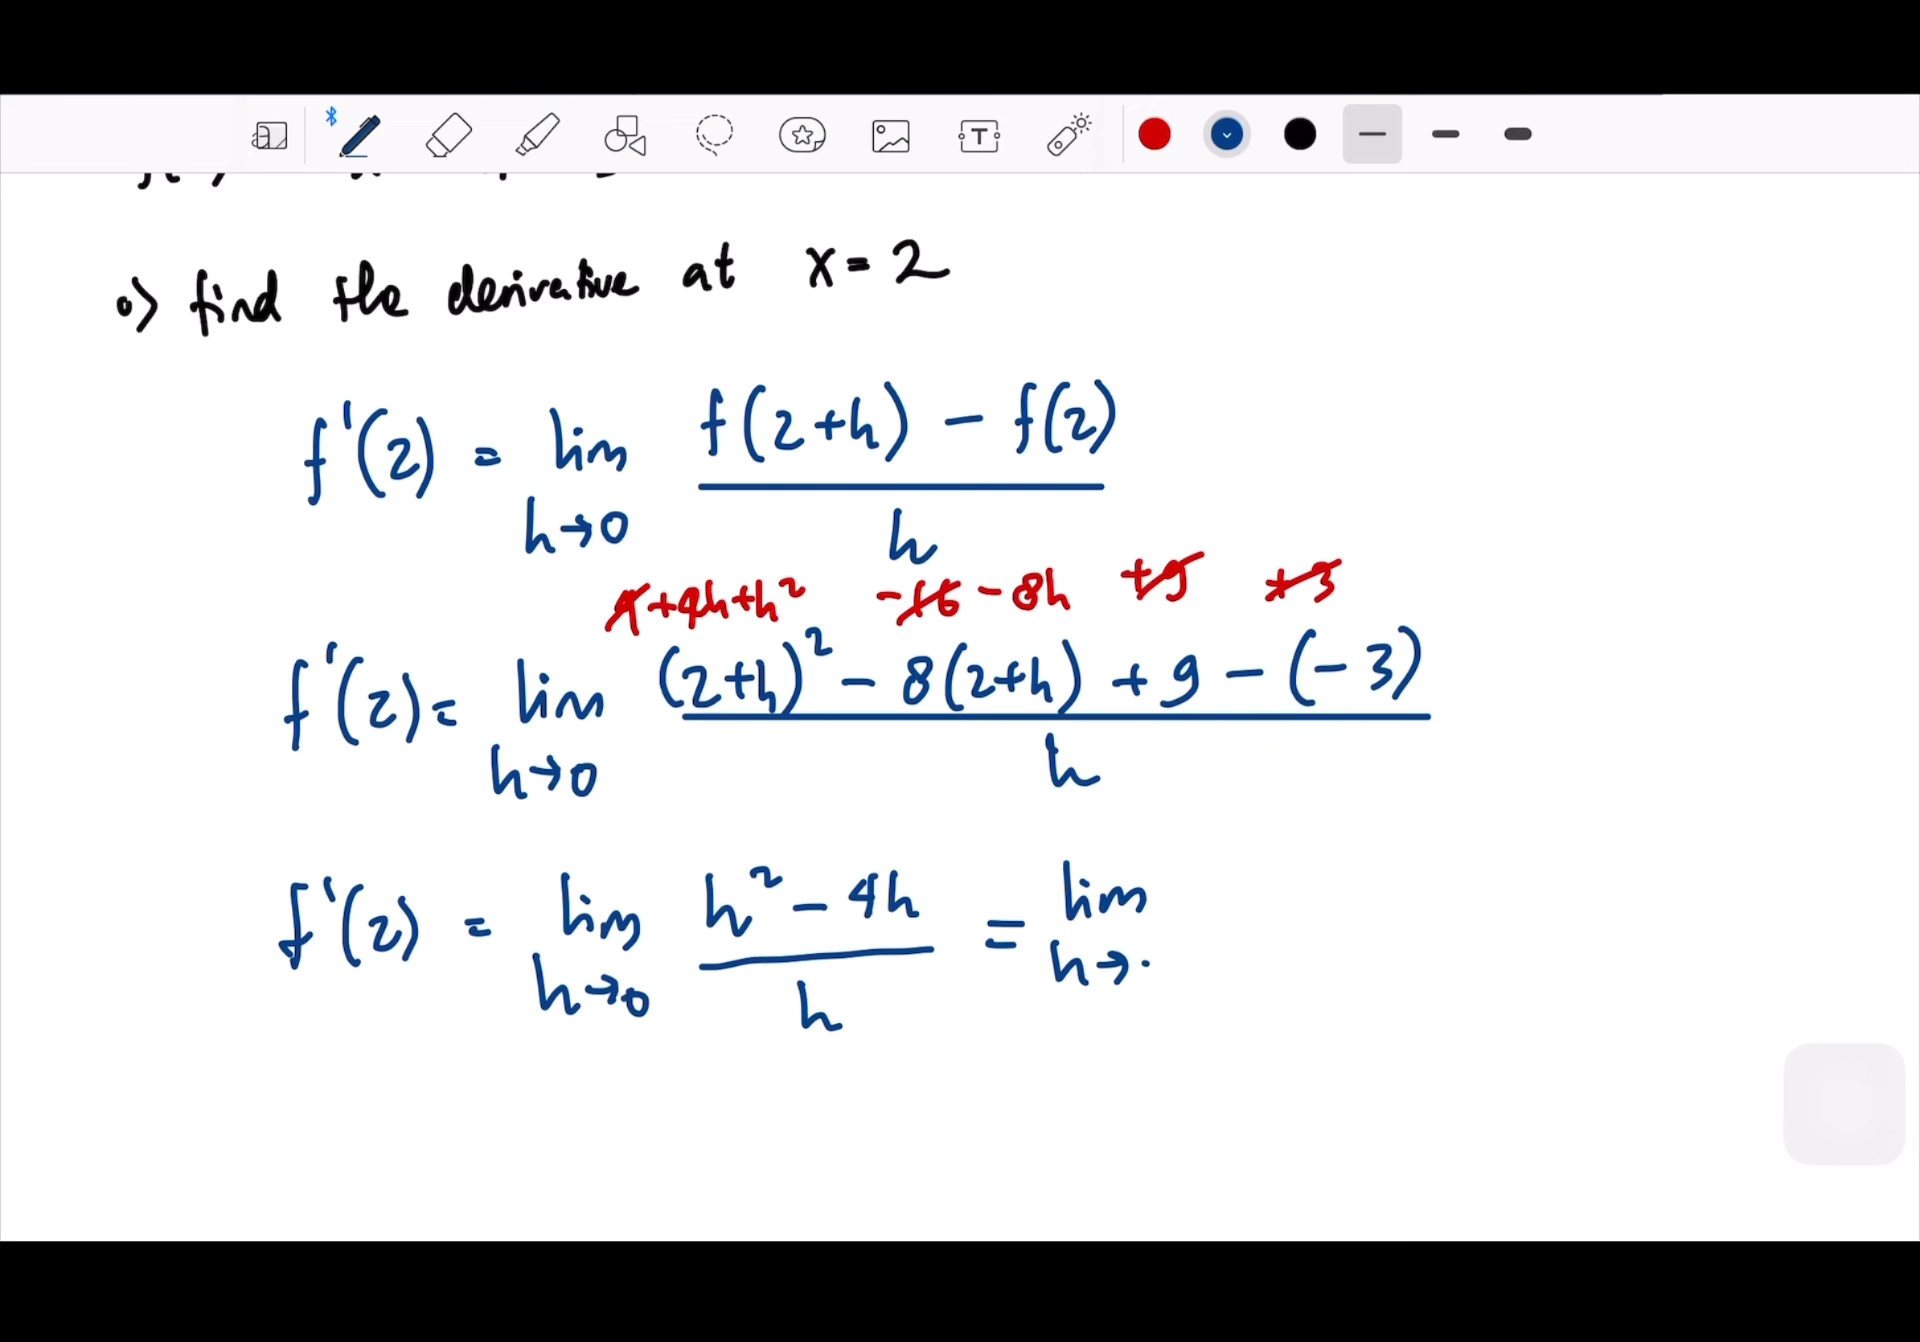 a) find the derivative at x = 2
f'(2) = lim h→0 f(2+h) − f(2) / h
4+4h+h² −16 − 8h +9 +3
f'(2) = lim h→0 (2+h)² − 8(2+h) + 9 − (−3) / h
f'(2) = lim h→0 h² − 4h / h = lim h→